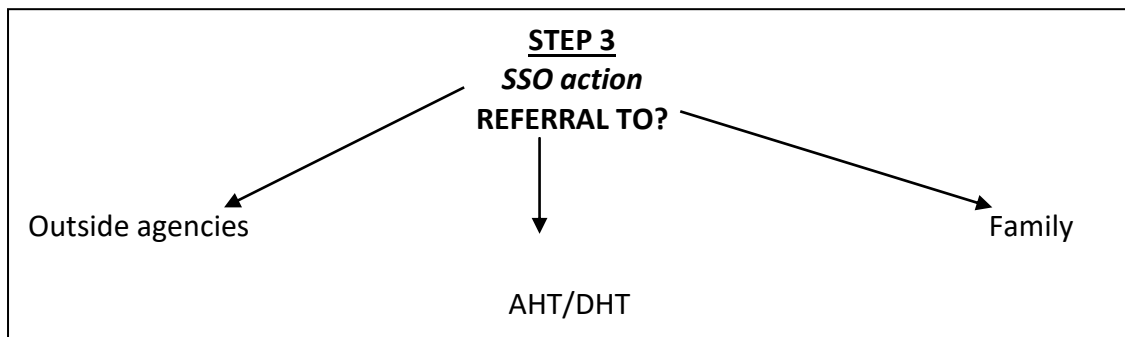 STEP 3
SSO action
REFERRAL TO?
Outside agencies
Family
AHT/DHT